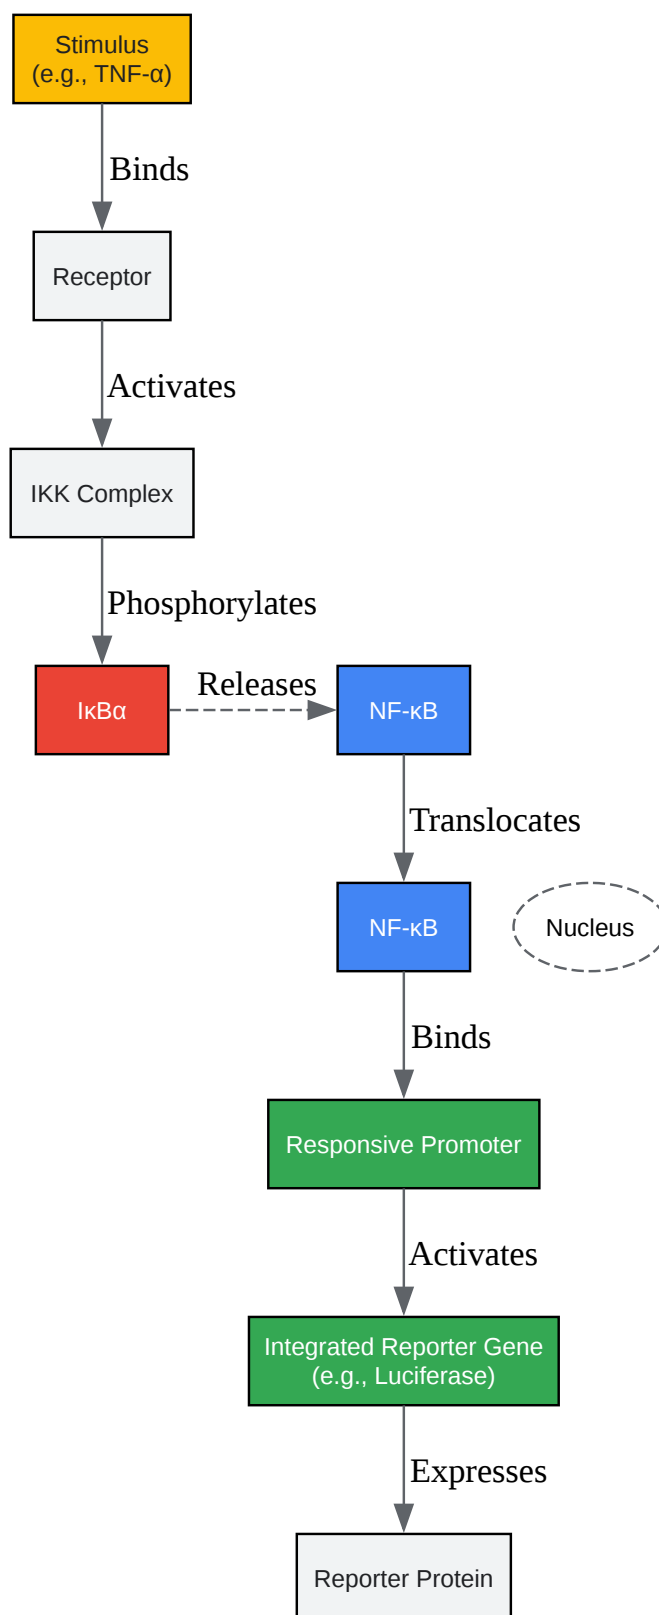 Stimulus
(e.g., TNF-α)
Binds
Receptor
Activates
IKK Complex
Phosphorylates
IκBα
Releases
NF-κB
Translocates
NF-κB
Nucleus
Binds
Responsive Promoter
Activates
Integrated Reporter Gene
(e.g., Luciferase)
Expresses
Reporter Protein